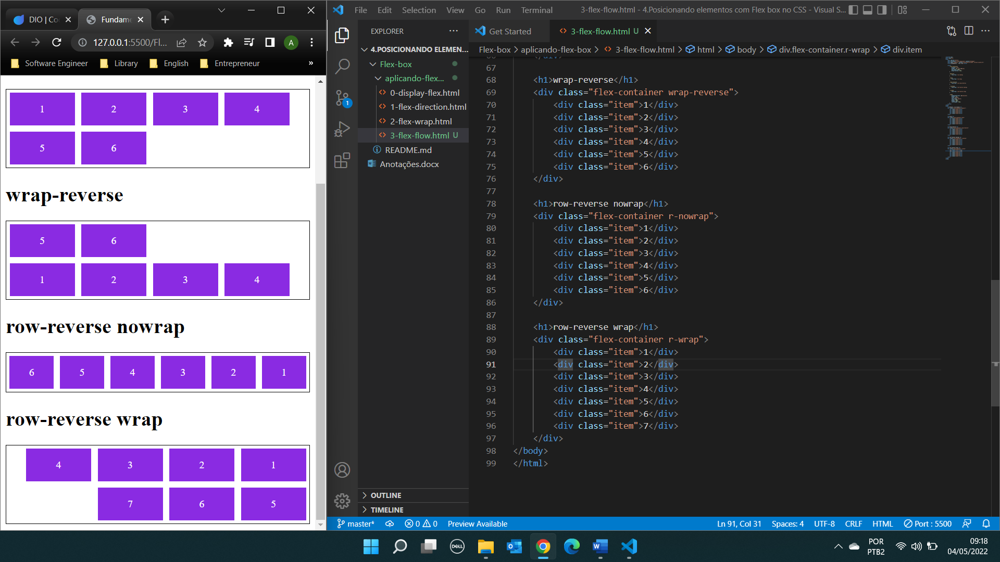 DIO | Co
Fundame
127.0.0.1:5500/Fl...
A
Software Engineer
Library
English
Entrepreneur
»
1
2
3
4
5
6
wrap-reverse
5
6
1
2
3
4
row-reverse nowrap
6
5
4
3
2
1
row-reverse wrap
4
3
2
1
7
6
5
File Edit Selection View Go Run Terminal
3-flex-flow.html - 4.Posicionando elementos com Flex box no CSS - Visual S...
EXPLORER
4.POSICIONANDO ELEMEN...
Flex-box
aplicando-flex...
0-display-flex.html
1-flex-direction.html
2-flex-wrap.html
3-flex-flow.html U
README.md
Anotações.docx
1
OUTLINE
TIMELINE
Get Started
3-flex-flow.html U
Flex-box > aplicando-flex-box > 3-flex-flow.html > html > body > div.flex-container.r-wrap > div.item
67
68 <h1>wrap-reverse</h1>
69 <div class="flex-container wrap-reverse">
70 <div class="item">1</div>
71 <div class="item">2</div>
72 <div class="item">3</div>
73 <div class="item">4</div>
74 <div class="item">5</div>
75 <div class="item">6</div>
76 </div>
77
78 <h1>row-reverse nowrap</h1>
79 <div class="flex-container r-nowrap">
80 <div class="item">1</div>
81 <div class="item">2</div>
82 <div class="item">3</div>
83 <div class="item">4</div>
84 <div class="item">5</div>
85 <div class="item">6</div>
86 </div>
87
88 <h1>row-reverse wrap</h1>
89 <div class="flex-container r-wrap">
90 <div class="item">1</div>
91 <div class="item">2</div>
92 <div class="item">3</div>
93 <div class="item">4</div>
94 <div class="item">5</div>
95 <div class="item">6</div>
96 <div class="item">7</div>
97 </div>
98 </body>
99 </html>
master* 0 0 Preview Available
Ln 91, Col 31 Spaces: 4 UTF-8 CRLF HTML Port : 5500
DELL
POR
PTB2
09:18
04/05/2022